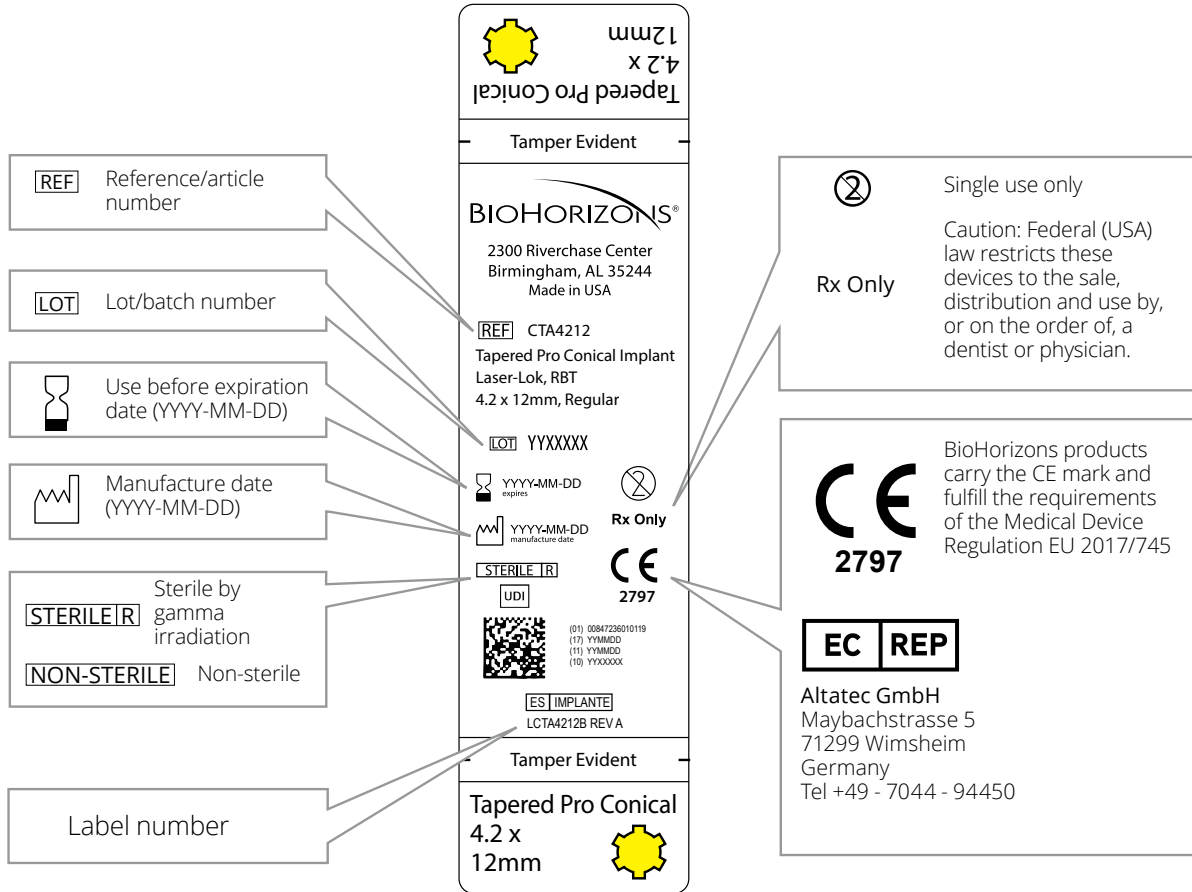 Tapered Pro Conical
4.2 x
12mm
Tamper Evident
BIOHORIZONS®
2300 Riverchase Center
Birmingham, AL 35244
Made in USA
REF CTA4212
Tapered Pro Conical Implant
Laser-Lok, RBT
4.2 x 12mm, Regular
LOT YYXXXXX
YYYY-MM-DD
expires
2
Rx Only
YYYY-MM-DD
manufacture date
STERILE R
CE
2797
UDI
(01) 00847236010119
(17) YYMMDD
(11) YYMMDD
(10) YYXXXXX
ES IMPLANTE
LCTA4212B REV A
Tamper Evident
Tapered Pro Conical
4.2 x
12mm
REF Reference/article
number
LOT Lot/batch number
Use before expiration
date (YYYY-MM-DD)
Manufacture date
(YYYY-MM-DD)
STERILE R Sterile by
gamma
irradiation
NON-STERILE Non-sterile
Label number
2 Single use only
Rx Only
Caution: Federal (USA)
law restricts these
devices to the sale,
distribution and use by,
or on the order of, a
dentist or physician.
CE
2797
BioHorizons products
carry the CE mark and
fulfill the requirements
of the Medical Device
Regulation EU 2017/745
EC REP
Altatec GmbH
Maybachstrasse 5
71299 Wimsheim
Germany
Tel +49 - 7044 - 94450